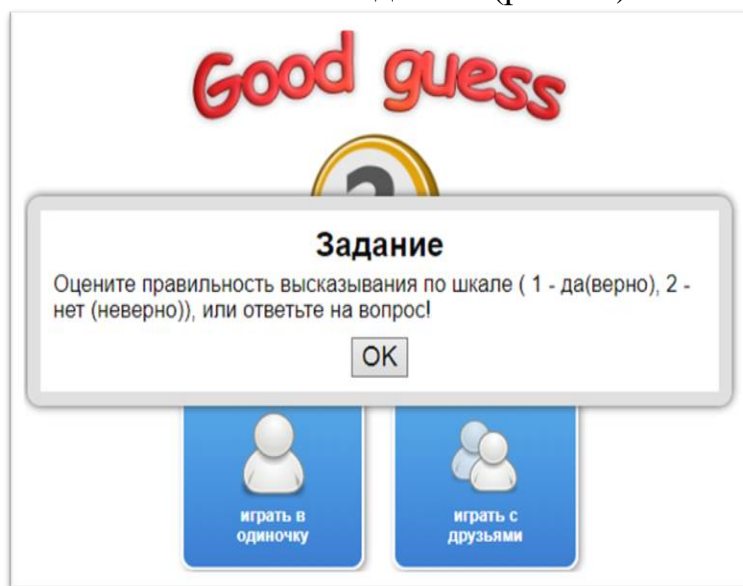 Good guess
?
Задание
Оцените правильность высказывания по шкале ( 1 - да(верно), 2 -
нет (неверно)), или ответьте на вопрос!
OK
играть в
одиночку
играть с
друзьями